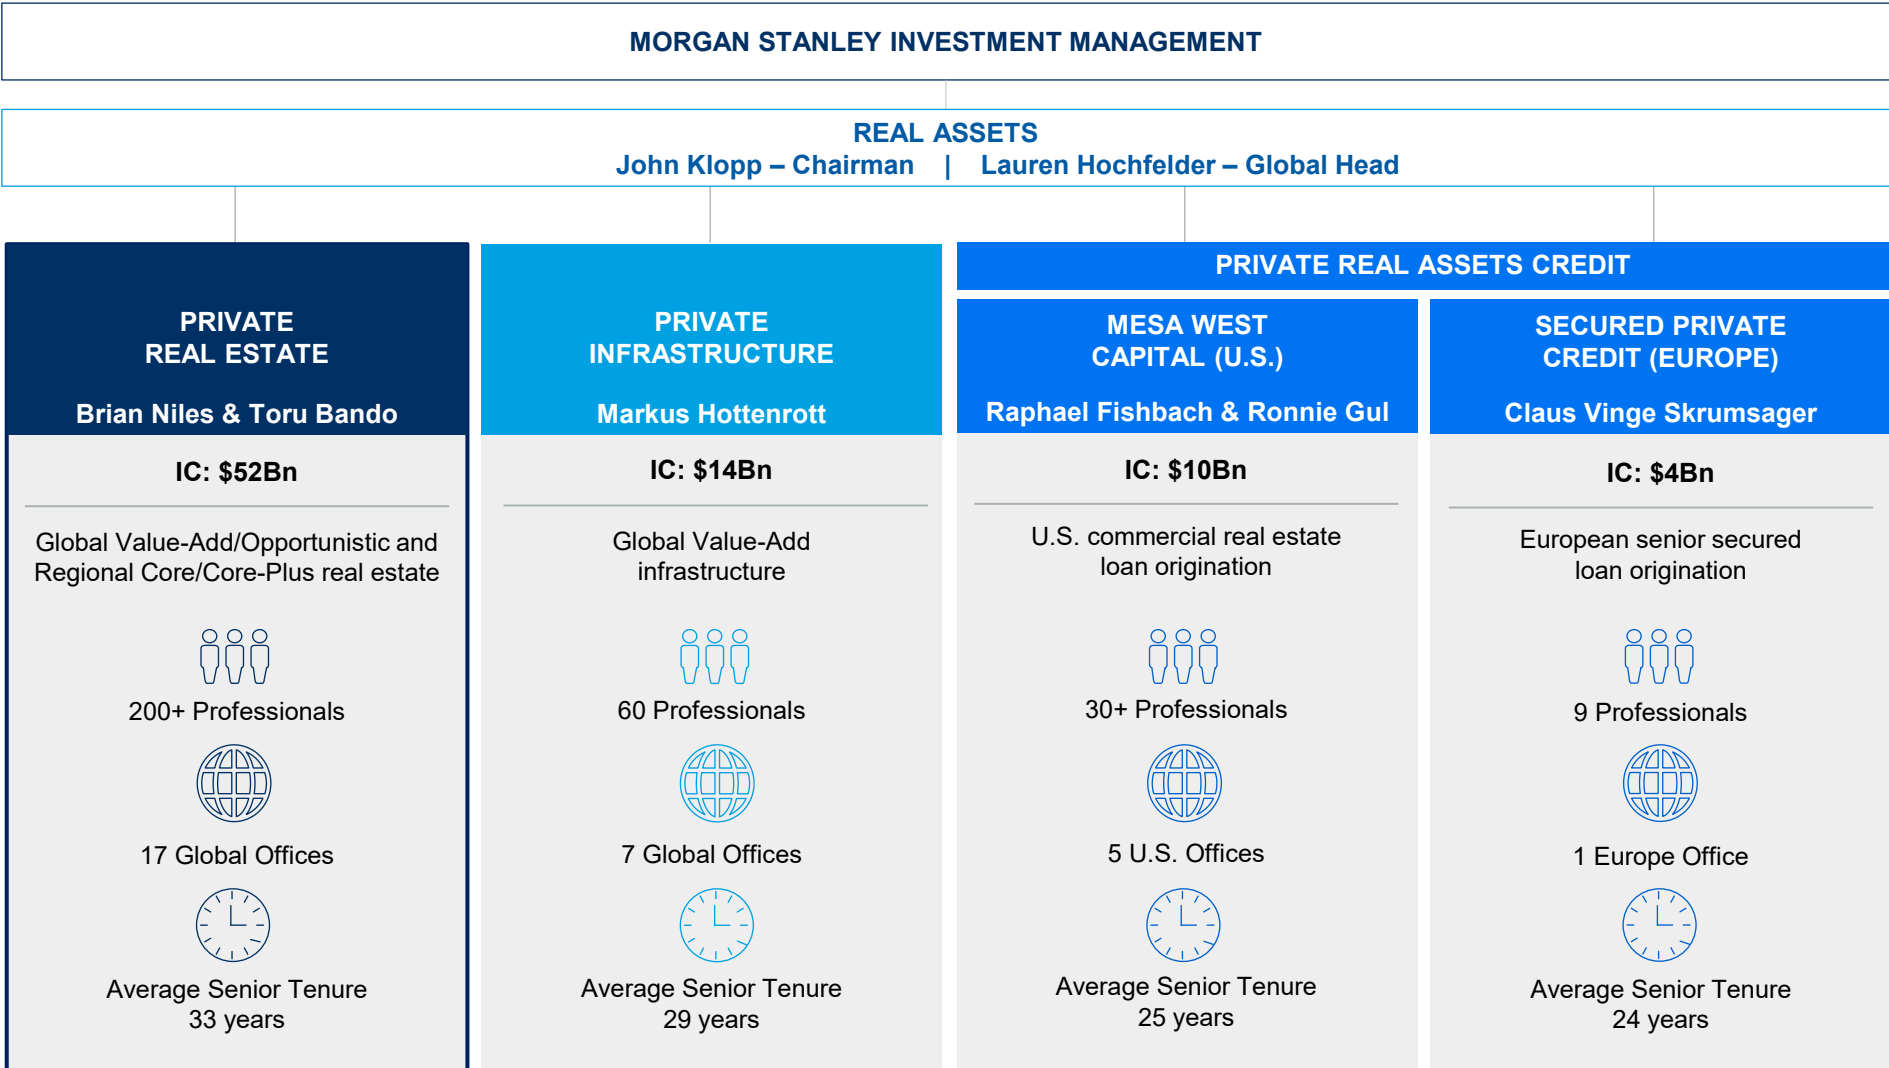 MORGAN STANLEY INVESTMENT MANAGEMENT
REAL ASSETS
John Klopp – Chairman | Lauren Hochfelder – Global Head
PRIVATE
REAL ESTATE
Brian Niles & Toru Bando
IC: $52Bn
Global Value-Add/Opportunistic and
Regional Core/Core-Plus real estate
200+ Professionals
17 Global Offices
Average Senior Tenure
33 years
PRIVATE
INFRASTRUCTURE
Markus Hottenrott
IC: $14Bn
Global Value-Add
infrastructure
60 Professionals
7 Global Offices
Average Senior Tenure
29 years
PRIVATE REAL ASSETS CREDIT
MESA WEST
CAPITAL (U.S.)
Raphael Fishbach & Ronnie Gul
IC: $10Bn
U.S. commercial real estate
loan origination
30+ Professionals
5 U.S. Offices
Average Senior Tenure
25 years
SECURED PRIVATE
CREDIT (EUROPE)
Claus Vinge Skrumsager
IC: $4Bn
European senior secured
loan origination
9 Professionals
1 Europe Office
Average Senior Tenure
24 years